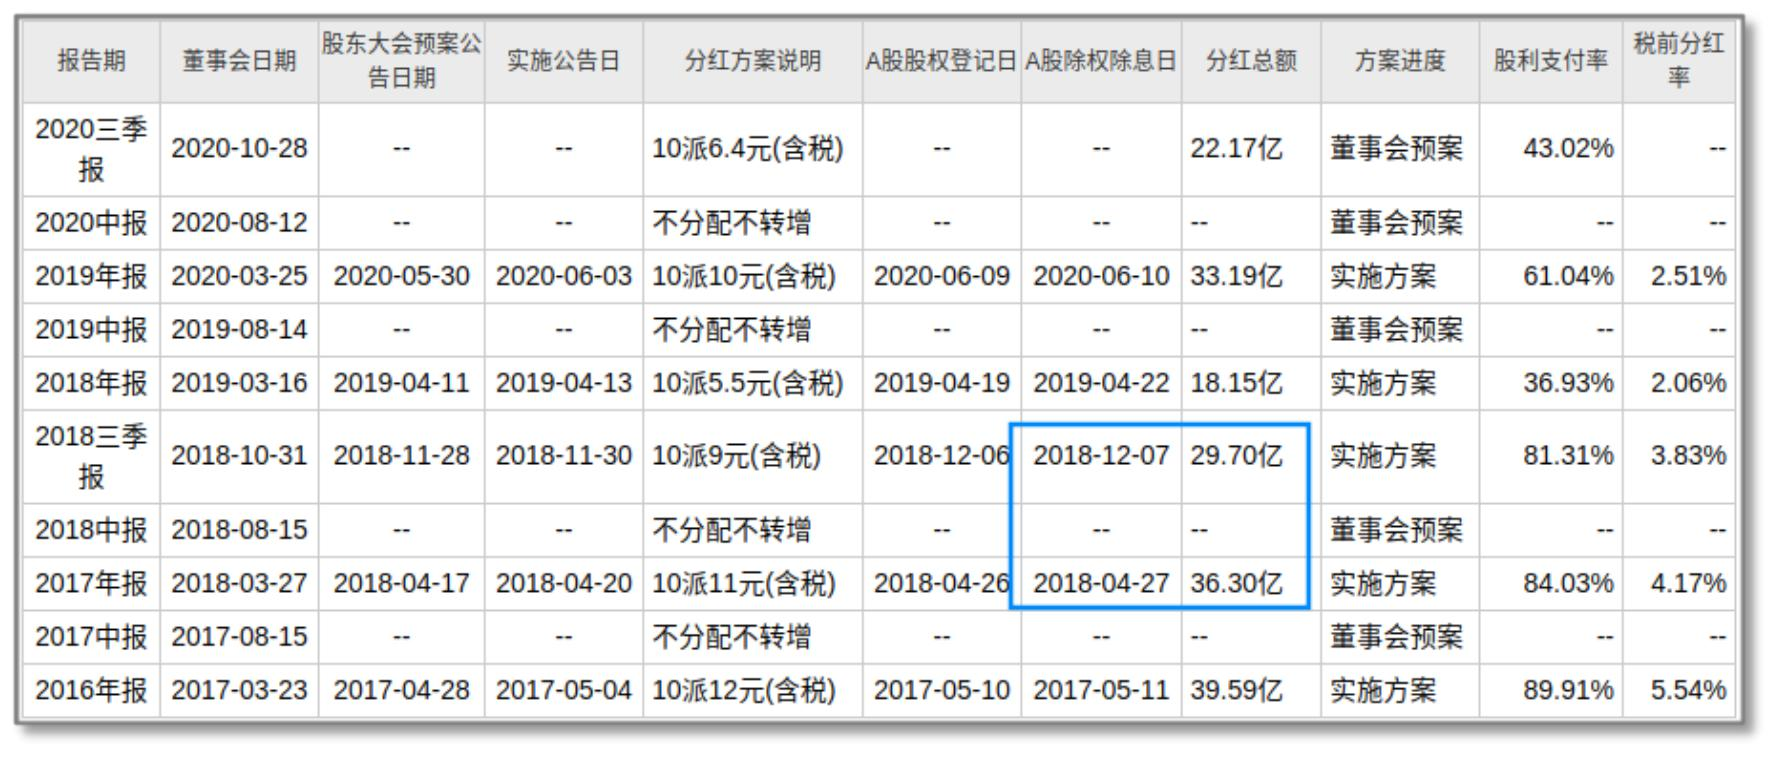 报告期 董事会日期 股东大会预案公告日期 实施公告日 分红方案说明 A股股权登记日 A股除权除息日 分红总额 方案进度 股利支付率 税前分红率
2020三季报 2020-10-28 -- -- 10派6.4元(含税) -- -- 22.17亿 董事会预案 43.02% --
2020中报 2020-08-12 -- -- 不分配不转增 -- -- -- 董事会预案 -- --
2019年报 2020-03-25 2020-05-30 2020-06-03 10派10元(含税) 2020-06-09 2020-06-10 33.19亿 实施方案 61.04% 2.51%
2019中报 2019-08-14 -- -- 不分配不转增 -- -- -- 董事会预案 -- --
2018年报 2019-03-16 2019-04-11 2019-04-13 10派5.5元(含税) 2019-04-19 2019-04-22 18.15亿 实施方案 36.93% 2.06%
2018三季报 2018-10-31 2018-11-28 2018-11-30 10派9元(含税) 2018-12-06 2018-12-07 29.70亿 实施方案 81.31% 3.83%
2018中报 2018-08-15 -- -- 不分配不转增 -- -- -- 董事会预案 -- --
2017年报 2018-03-27 2018-04-17 2018-04-20 10派11元(含税) 2018-04-26 2018-04-27 36.30亿 实施方案 84.03% 4.17%
2017中报 2017-08-15 -- -- 不分配不转增 -- -- -- 董事会预案 -- --
2016年报 2017-03-23 2017-04-28 2017-05-04 10派12元(含税) 2017-05-10 2017-05-11 39.59亿 实施方案 89.91% 5.54%